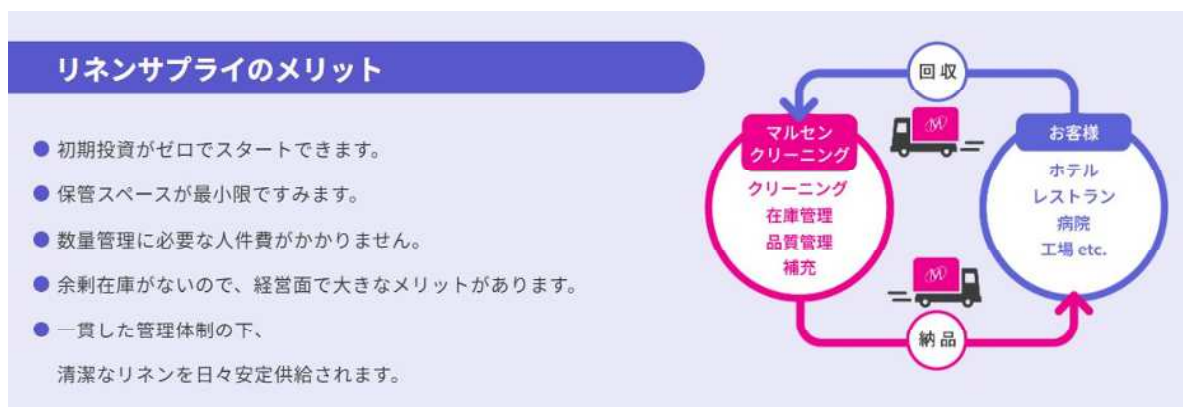 リネンサプライのメリット
● 初期投資がゼロでスタートできます。
● 保管スペースが最小限ですみます。
● 数量管理に必要な人件費がかかりません。
● 余剰在庫がないので、経営面で大きなメリットがあります。
● 一貫した管理体制の下、
清潔なリネンを日々安定供給されます。
回収
マルセン
クリーニング
クリーニング
在庫管理
品質管理
補充
お客様
ホテル
レストラン
病院
工場 etc.
納品